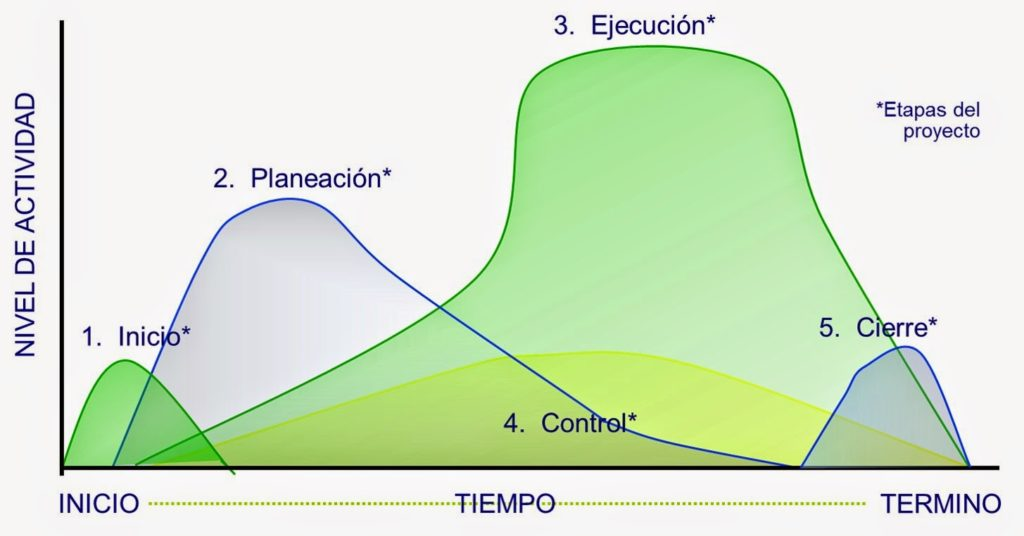 3. Ejecución*
*Etapas del
proyecto
NIVEL DE ACTIVIDAD
2. Planeación*
1. Inicio*
5. Cierre*
4. Control*
INICIO TIEMPO TERMINO